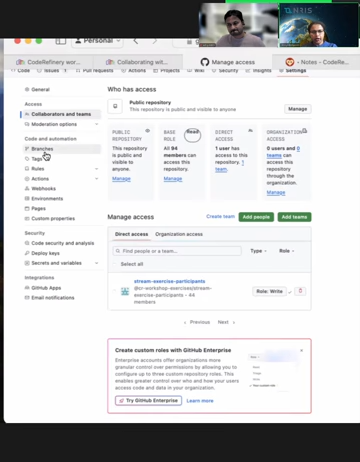 Personal
CodeRefinery wor...
Collaborating wit...
Manage access
- Notes - CodeRe...
Code
Issues
Pull requests
Actions
Projects
Wiki
Security
Insights
Settings
General
Access
Collaborators and teams
Moderation options
Code and automation
Branches
Tags
Rules
Actions
Webhooks
Environments
Pages
Custom properties
Security
Code security and analysis
Deploy keys
Secrets and variables
Integrations
GitHub Apps
Email notifications
Who has access
Public repository
This repository is public and visible to anyone
Manage
PUBLIC REPOSITORY
This repository is public and visible to anyone.
Manage
BASE ROLE
Read
All 94 members can access this repository.
Manage
DIRECT ACCESS
1 user has access to this repository. 1 team.
ORGANIZATION ACCESS
0 users and 0 teams can access this repository through the organization.
Manage
Manage access
Create team
Add people
Add teams
Direct access
Organization access
Find people or a team...
Type
Role
Select all
stream-exercise-participants
@cr-workshop-exercises/stream-
exercise-participants • 44
members
Role: Write
Previous
Next
Create custom roles with GitHub Enterprise
Enterprise accounts offer organizations
more granular control over permissions by
allowing you to configure up to three
custom repository roles. This enables
greater control over who and how your
users access code and data in your
organization.
Try GitHub Enterprise
Learn more